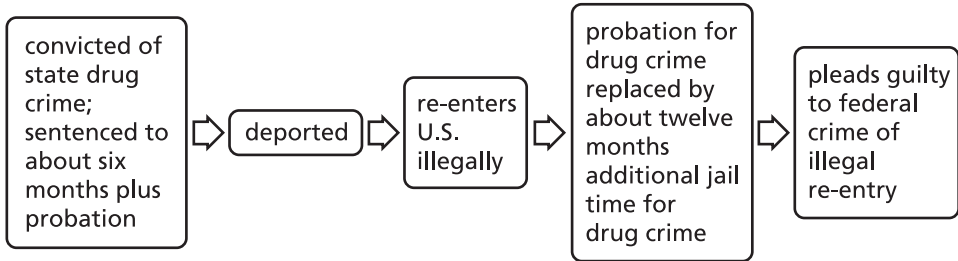 convicted of
state drug
crime;
sentenced to
about six
months plus
probation
deported
re-enters
U.S.
illegally
probation for
drug crime
replaced by
about twelve
months
additional jail
time for
drug crime
pleads guilty
to federal
crime of
illegal
re-entry